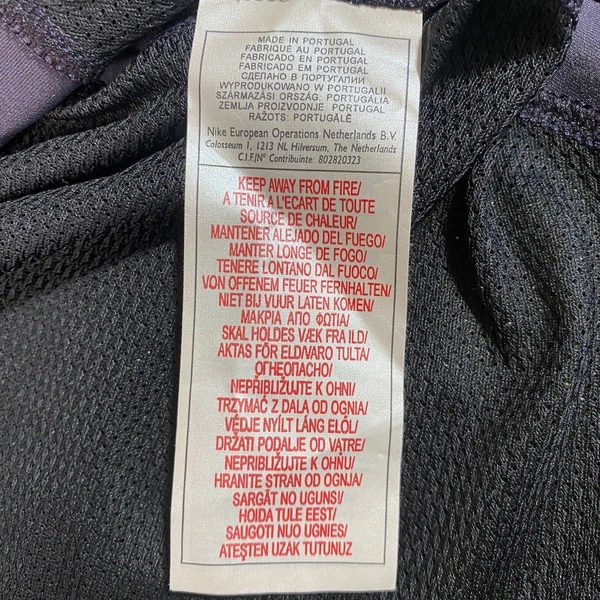 MADE IN PORTUGAL
FABRIQUÉ AU PORTUGAL
FABRICADO EN PORTUGAL
FABRICADO EM PORTUGAL
СДЕЛАНО В ПОРТУГАЛИИ
WYPRODUKOWANO W PORTUGALII
SZÁRMAZÁSI ORSZÁG: PORTUGÁLIA
ZEMLJA PROIZVODNJE: PORTUGAL
RAŽOTS: PORTUGĀLĒ
Nike European Operations Netherlands B.V.
Colosseum 1, 1213 NL Hilversum, The Netherlands
C.I.F./N° Contribuinte: 802820323
KEEP AWAY FROM FIRE/
A TENIR A L'ECART DE TOUTE
SOURCE DE CHALEUR/
MANTENER ALEJADO DEL FUEGO/
MANTER LONGE DE FOGO/
TENERE LONTANO DAL FUOCO/
VON OFFENEM FEUER FERNHALTEN/
NIET BIJ VUUR LATEN KOMEN/
ΜΑΚΡΙΑ ΑΠΟ ΦΩΤΙΑ/
SKAL HOLDES VÆK FRA ILD/
AKTAS FÖR ELD/VARO TULTA/
ОГНЕОПАСНО/
NEPŘIBLIŽUJTE K OHNI/
TRZYMAĆ Z DALA OD OGNIA/
VÉDJE NYÍLT LÁNG ELŐL/
DRŽATI PODALJE OD VATRE/
NEPRIBLIŽUJTE K OHŇU/
HRANITE STRAN OD OGNJA/
SARGĀT NO UGUNS/
HOIDA TULE EEST/
SAUGOTI NUO UGNIES/
ATEŞTEN UZAK TUTUNUZ